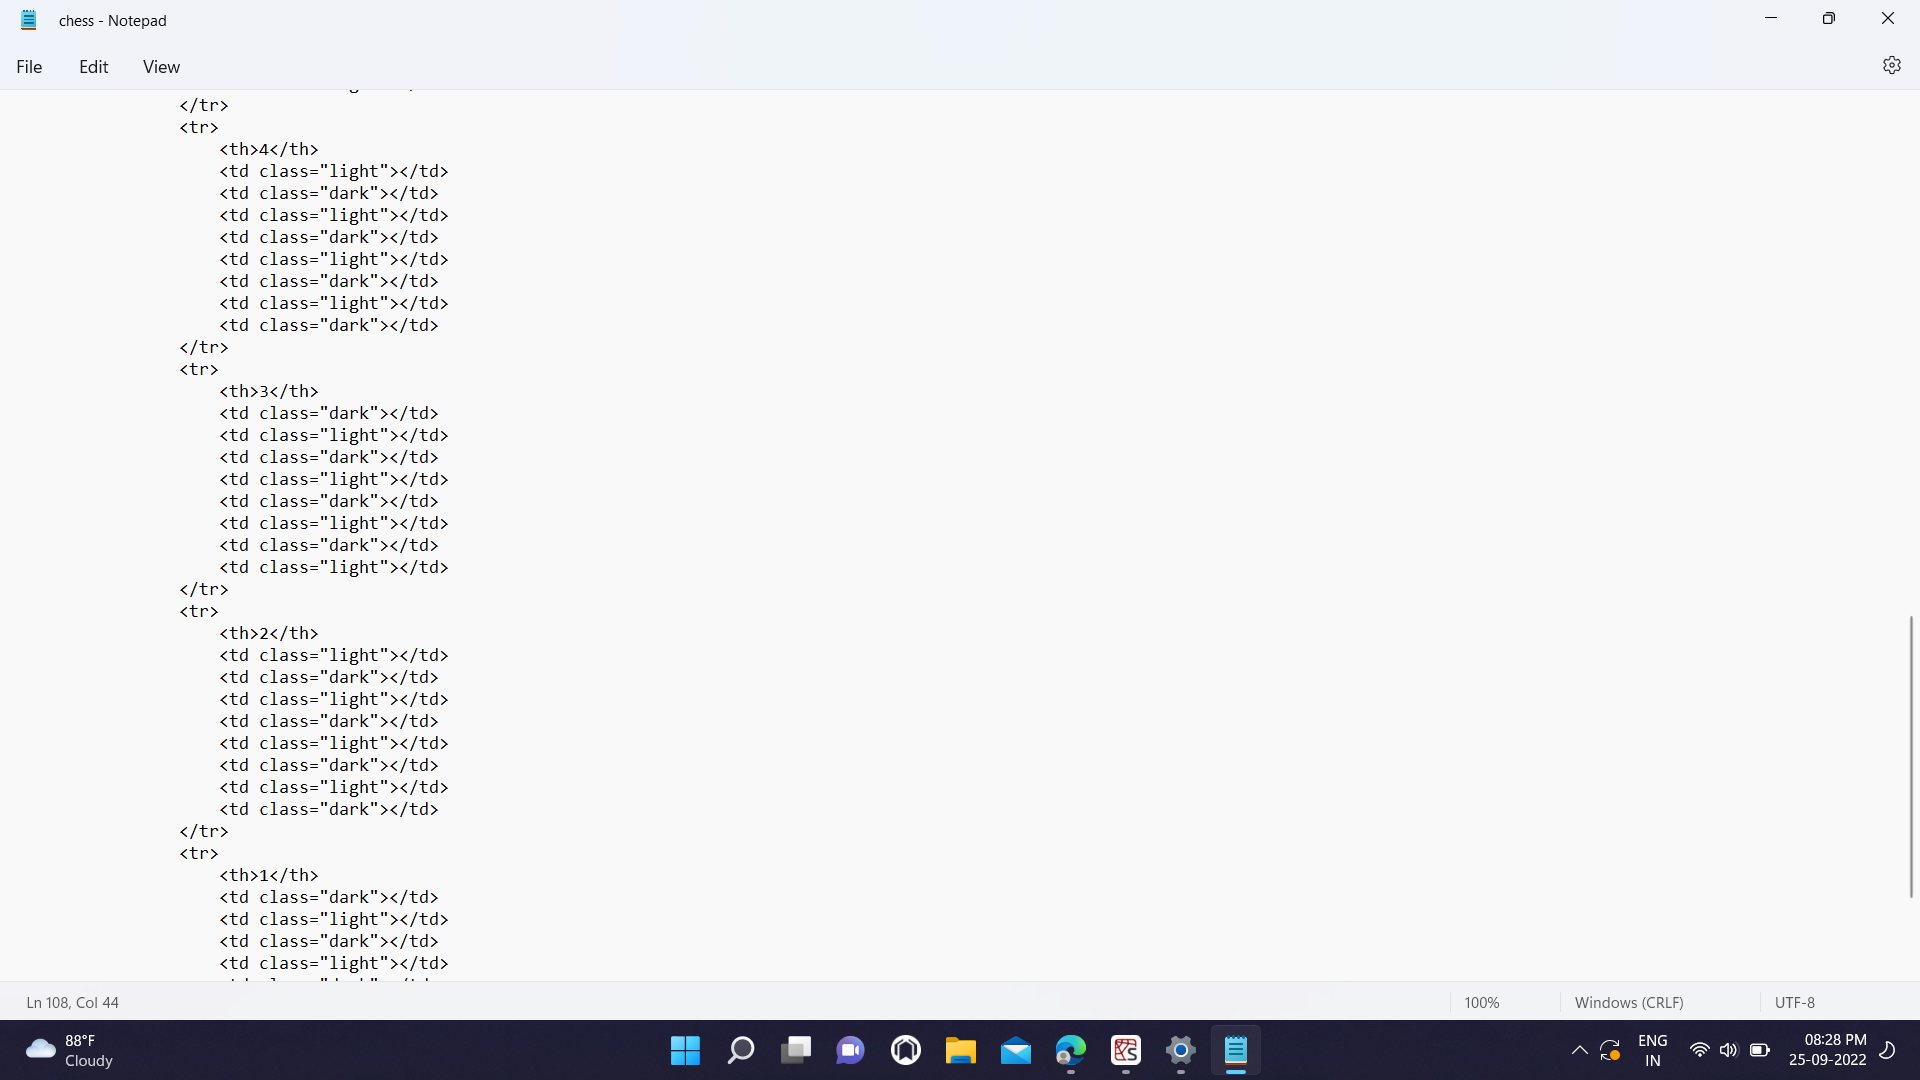 chess - Notepad
File Edit View
</tr>
<tr>
<th>4</th>
<td class="light"></td>
<td class="dark"></td>
<td class="light"></td>
<td class="dark"></td>
<td class="light"></td>
<td class="dark"></td>
<td class="light"></td>
<td class="dark"></td>
</tr>
<tr>
<th>3</th>
<td class="dark"></td>
<td class="light"></td>
<td class="dark"></td>
<td class="light"></td>
<td class="dark"></td>
<td class="light"></td>
<td class="dark"></td>
<td class="light"></td>
</tr>
<tr>
<th>2</th>
<td class="light"></td>
<td class="dark"></td>
<td class="light"></td>
<td class="dark"></td>
<td class="light"></td>
<td class="dark"></td>
<td class="light"></td>
<td class="dark"></td>
</tr>
<tr>
<th>1</th>
<td class="dark"></td>
<td class="light"></td>
<td class="dark"></td>
<td class="light"></td>
Ln 108, Col 44 100% Windows (CRLF) UTF-8
88°F
Cloudy
ENG
IN
08:28 PM
25-09-2022